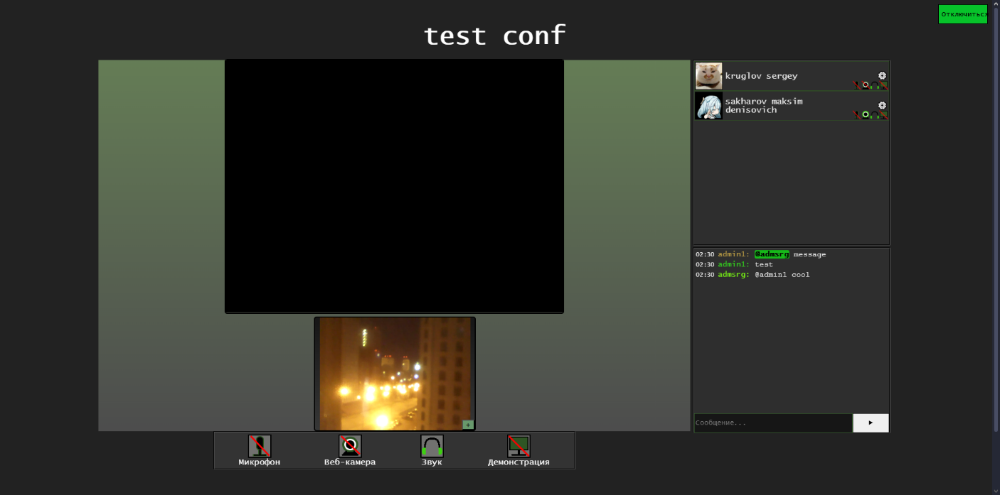 Отключиться
test conf
kruglov sergey
sakharov maksim
denisovich
02:30 admin1: @admsrg message
02:30 admin1: test
02:30 admsrg: @admin1 cool
+
Сообщение...
Микрофон Веб-камера Звук Демонстрация